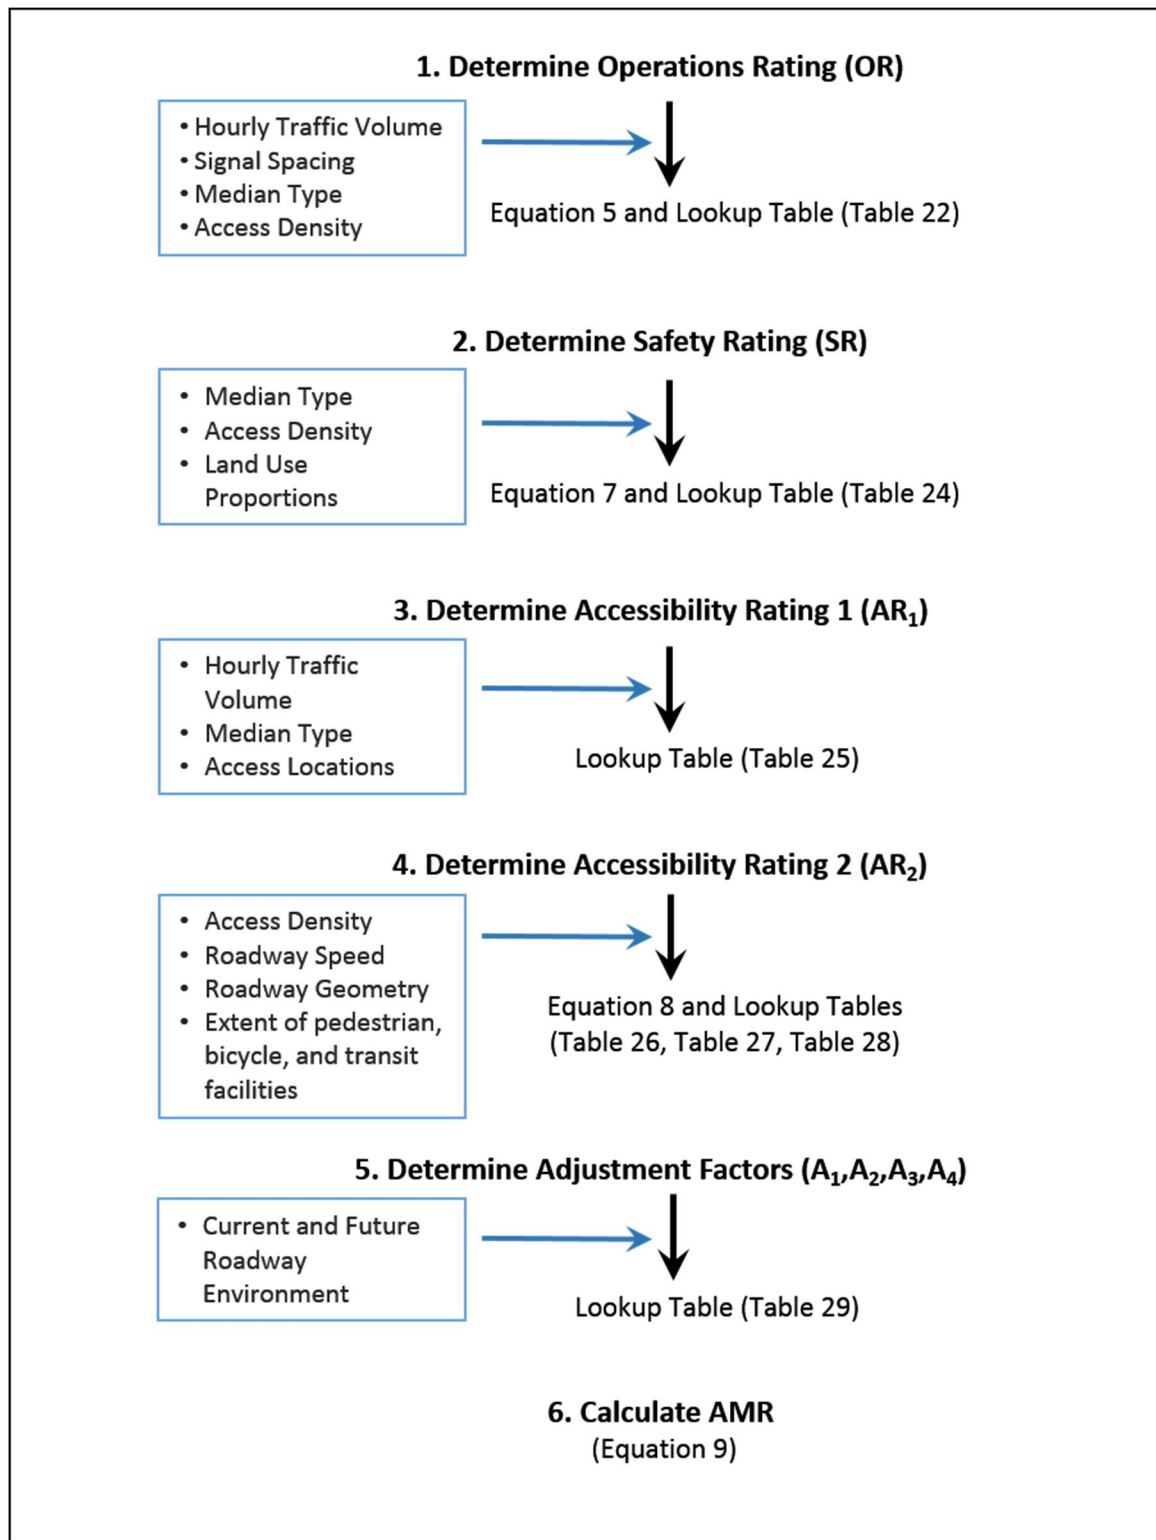 1. Determine Operations Rating (OR)
• Hourly Traffic Volume
• Signal Spacing
• Median Type
• Access Density
Equation 5 and Lookup Table (Table 22)
2. Determine Safety Rating (SR)
• Median Type
• Access Density
• Land Use
Proportions
Equation 7 and Lookup Table (Table 24)
3. Determine Accessibility Rating 1 (AR₁)
• Hourly Traffic
Volume
• Median Type
• Access Locations
Lookup Table (Table 25)
4. Determine Accessibility Rating 2 (AR₂)
• Access Density
• Roadway Speed
• Roadway Geometry
• Extent of pedestrian,
bicycle, and transit
facilities
Equation 8 and Lookup Tables
(Table 26, Table 27, Table 28)
5. Determine Adjustment Factors (A₁,A₂,A₃,A₄)
• Current and Future
Roadway
Environment
Lookup Table (Table 29)
6. Calculate AMR
(Equation 9)